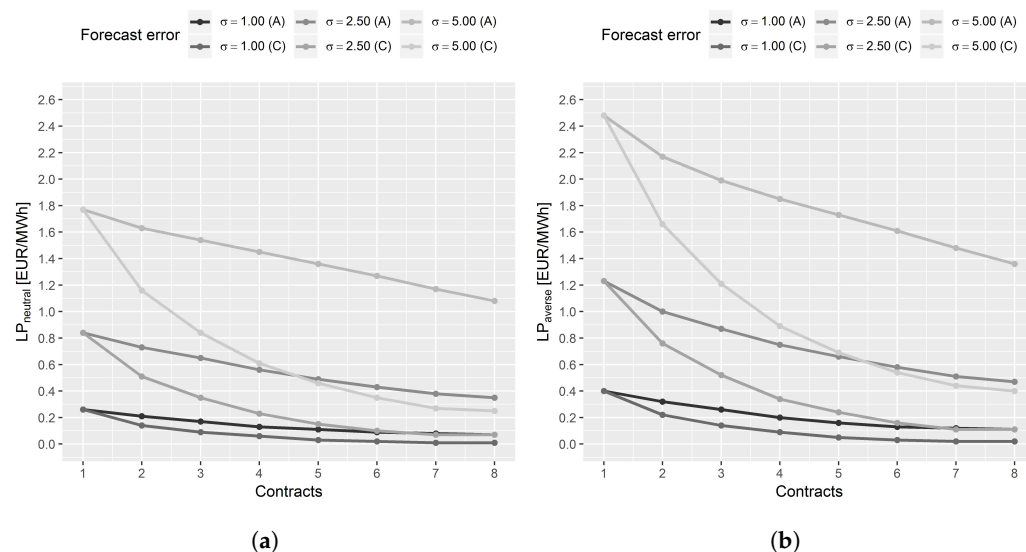 Forecast error
σ = 1.00 (A) σ = 2.50 (A) σ = 5.00 (A)
σ = 1.00 (C) σ = 2.50 (C) σ = 5.00 (C)
LPneutral [EUR/MWh]
2.6
2.4
2.2
2.0
1.8
1.6
1.4
1.2
1.0
0.8
0.6
0.4
0.2
0.0
1 2 3 4 5 6 7 8
Contracts
(a)
Forecast error
σ = 1.00 (A) σ = 2.50 (A) σ = 5.00 (A)
σ = 1.00 (C) σ = 2.50 (C) σ = 5.00 (C)
LPaverse [EUR/MWh]
2.6
2.4
2.2
2.0
1.8
1.6
1.4
1.2
1.0
0.8
0.6
0.4
0.2
0.0
1 2 3 4 5 6 7 8
Contracts
(b)